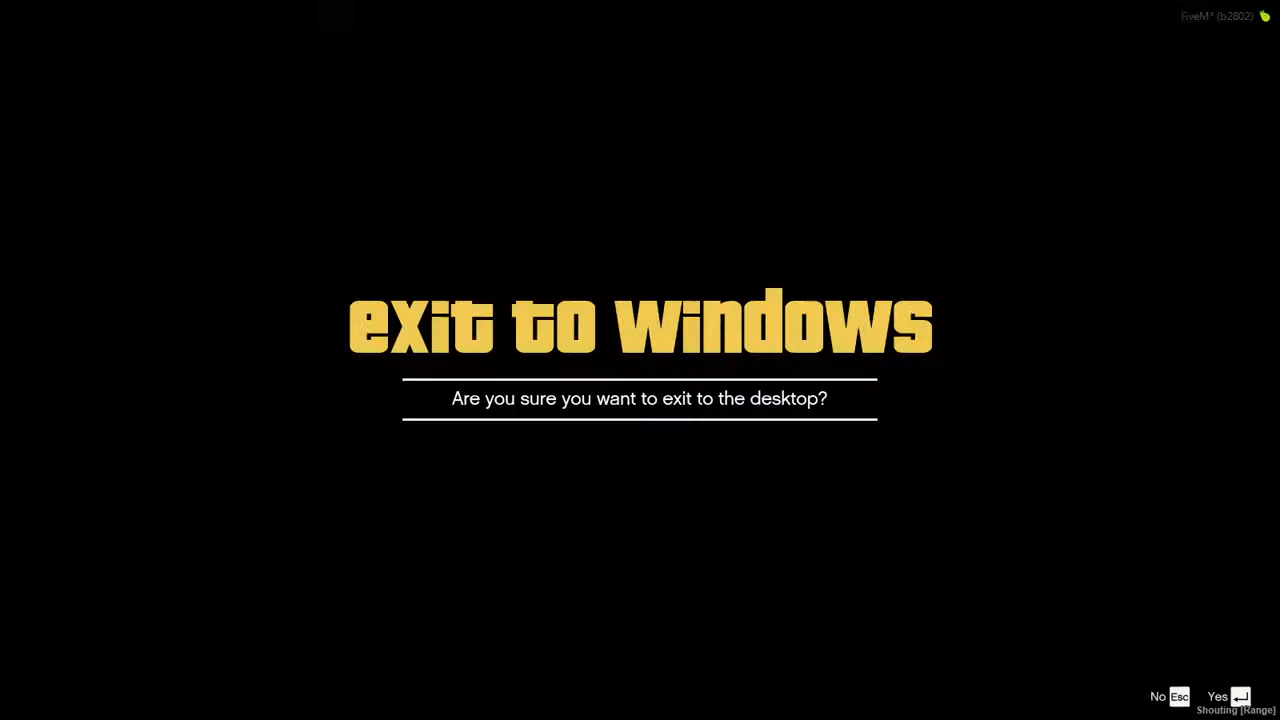 FiveM* (b2802)
exit to windows
Are you sure you want to exit to the desktop?
No Esc Yes
Shouting [Range]